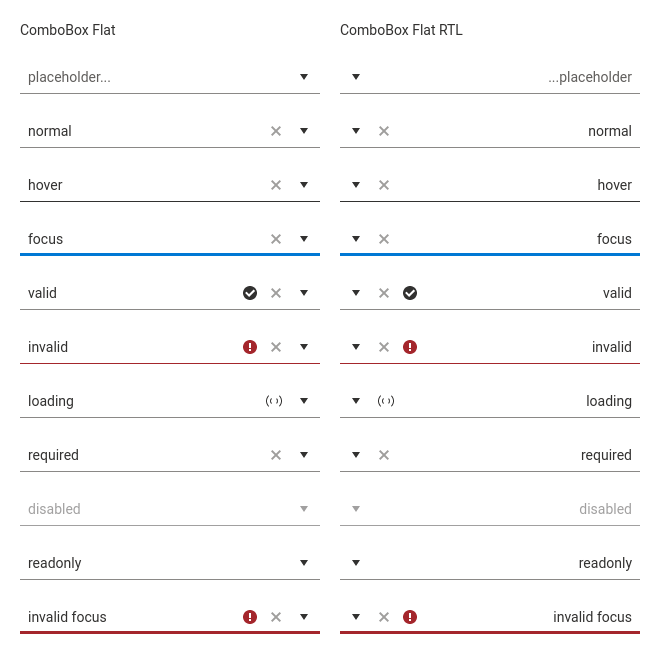 ComboBox Flat
placeholder...
normal
hover
focus
valid
invalid
loading
required
disabled
readonly
invalid focus
ComboBox Flat RTL
...placeholder
normal
hover
focus
valid
invalid
loading
required
disabled
readonly
invalid focus